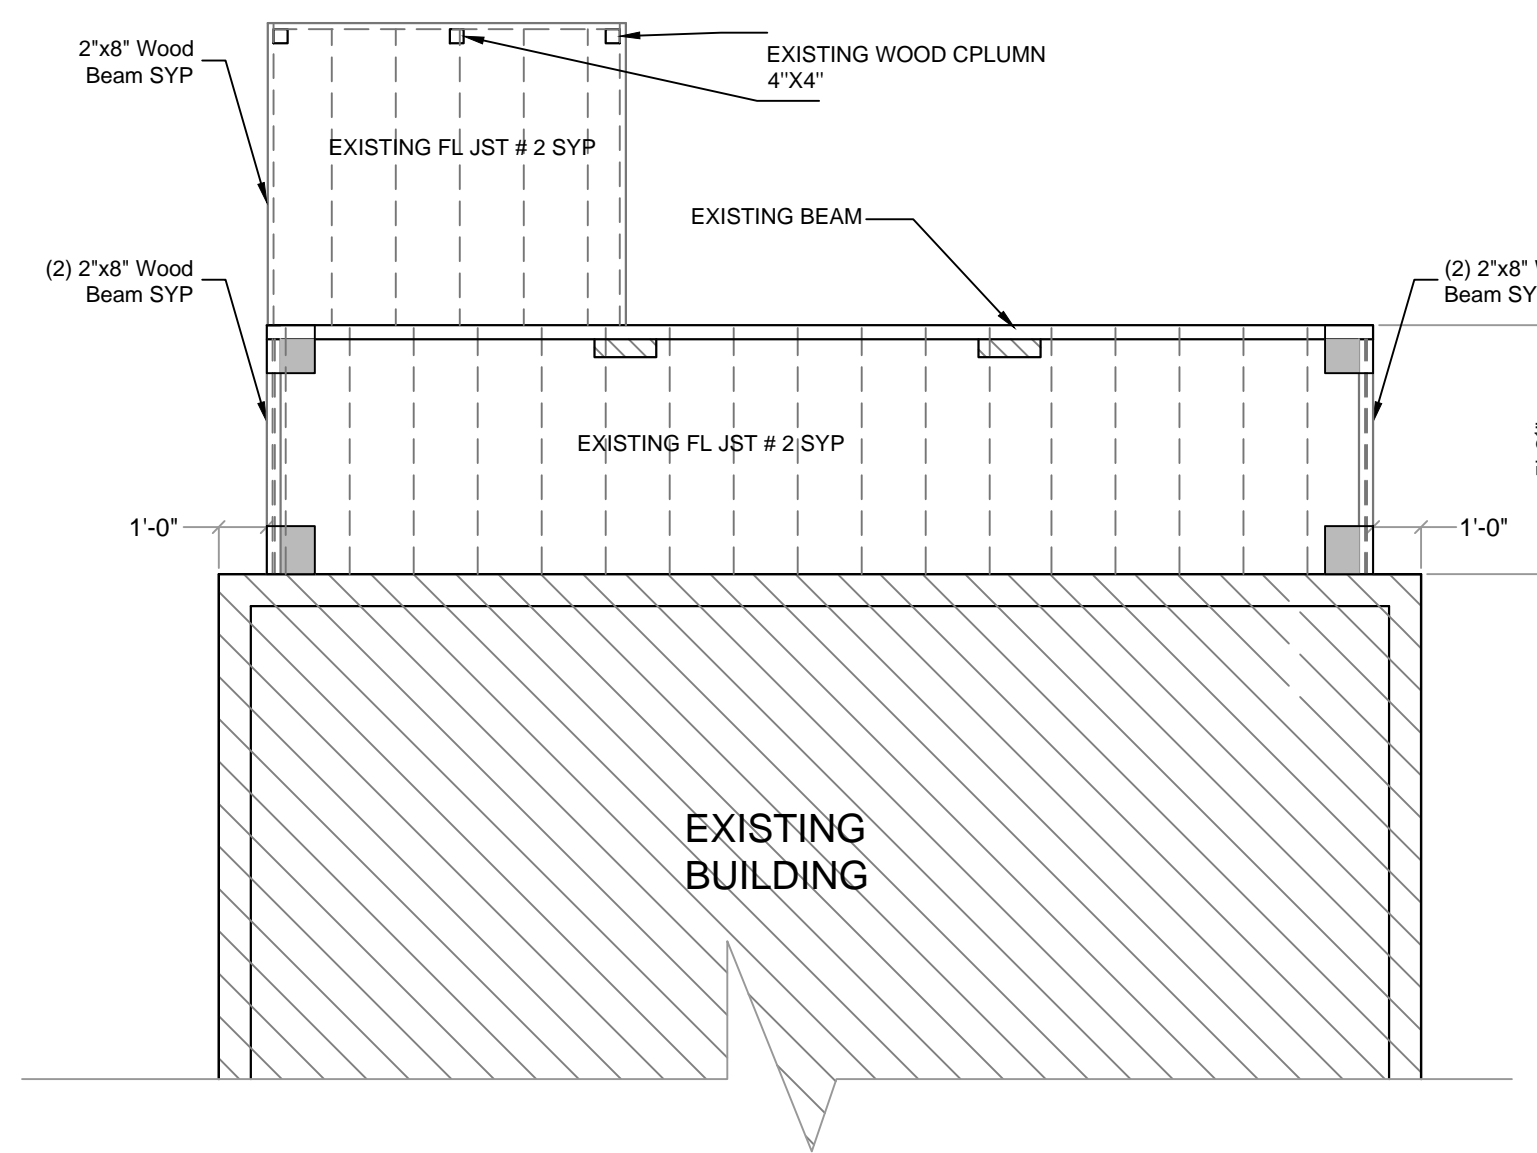 2"x8" Wood
Beam SYP
EXISTING WOOD CPLUMN
4"X4"
EXISTING FL JST # 2 SYP
EXISTING BEAM
(2) 2"x8" Wood
Beam SYP
(2) 2"x8"
Beam SY
EXISTING FL JST # 2 SYP
1'-0"
1'-0"
EXISTING
BUILDING